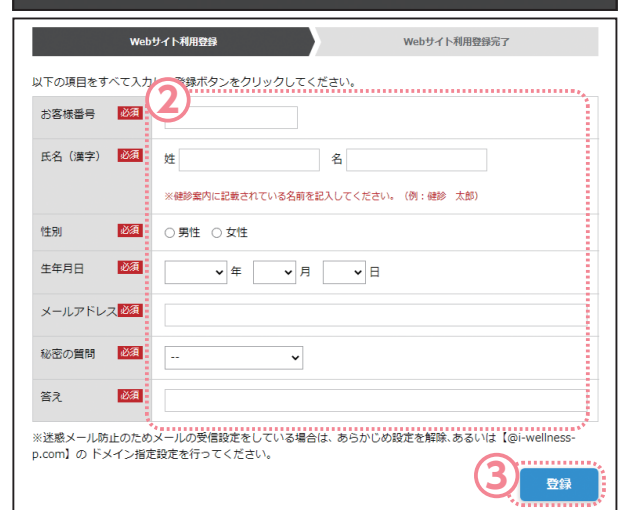 Webサイト利用登録
Webサイト利用登録完了
以下の項目をすべて入力し、登録ボタンをクリックしてください。
②
お客様番号 必須
氏名（漢字） 必須 姓 名
※健診案内に記載されている名前を記入してください。（例：健診　太郎）
性別 必須 ○男性 ○女性
生年月日 必須 年 月 日
メールアドレス 必須
秘密の質問 必須 --
答え 必須
※迷惑メール防止のためメールの受信設定をしている場合は、あらかじめ設定を解除、あるいは【@i-wellness-
p.com】の ドメイン指定設定を行ってください。
③
登録